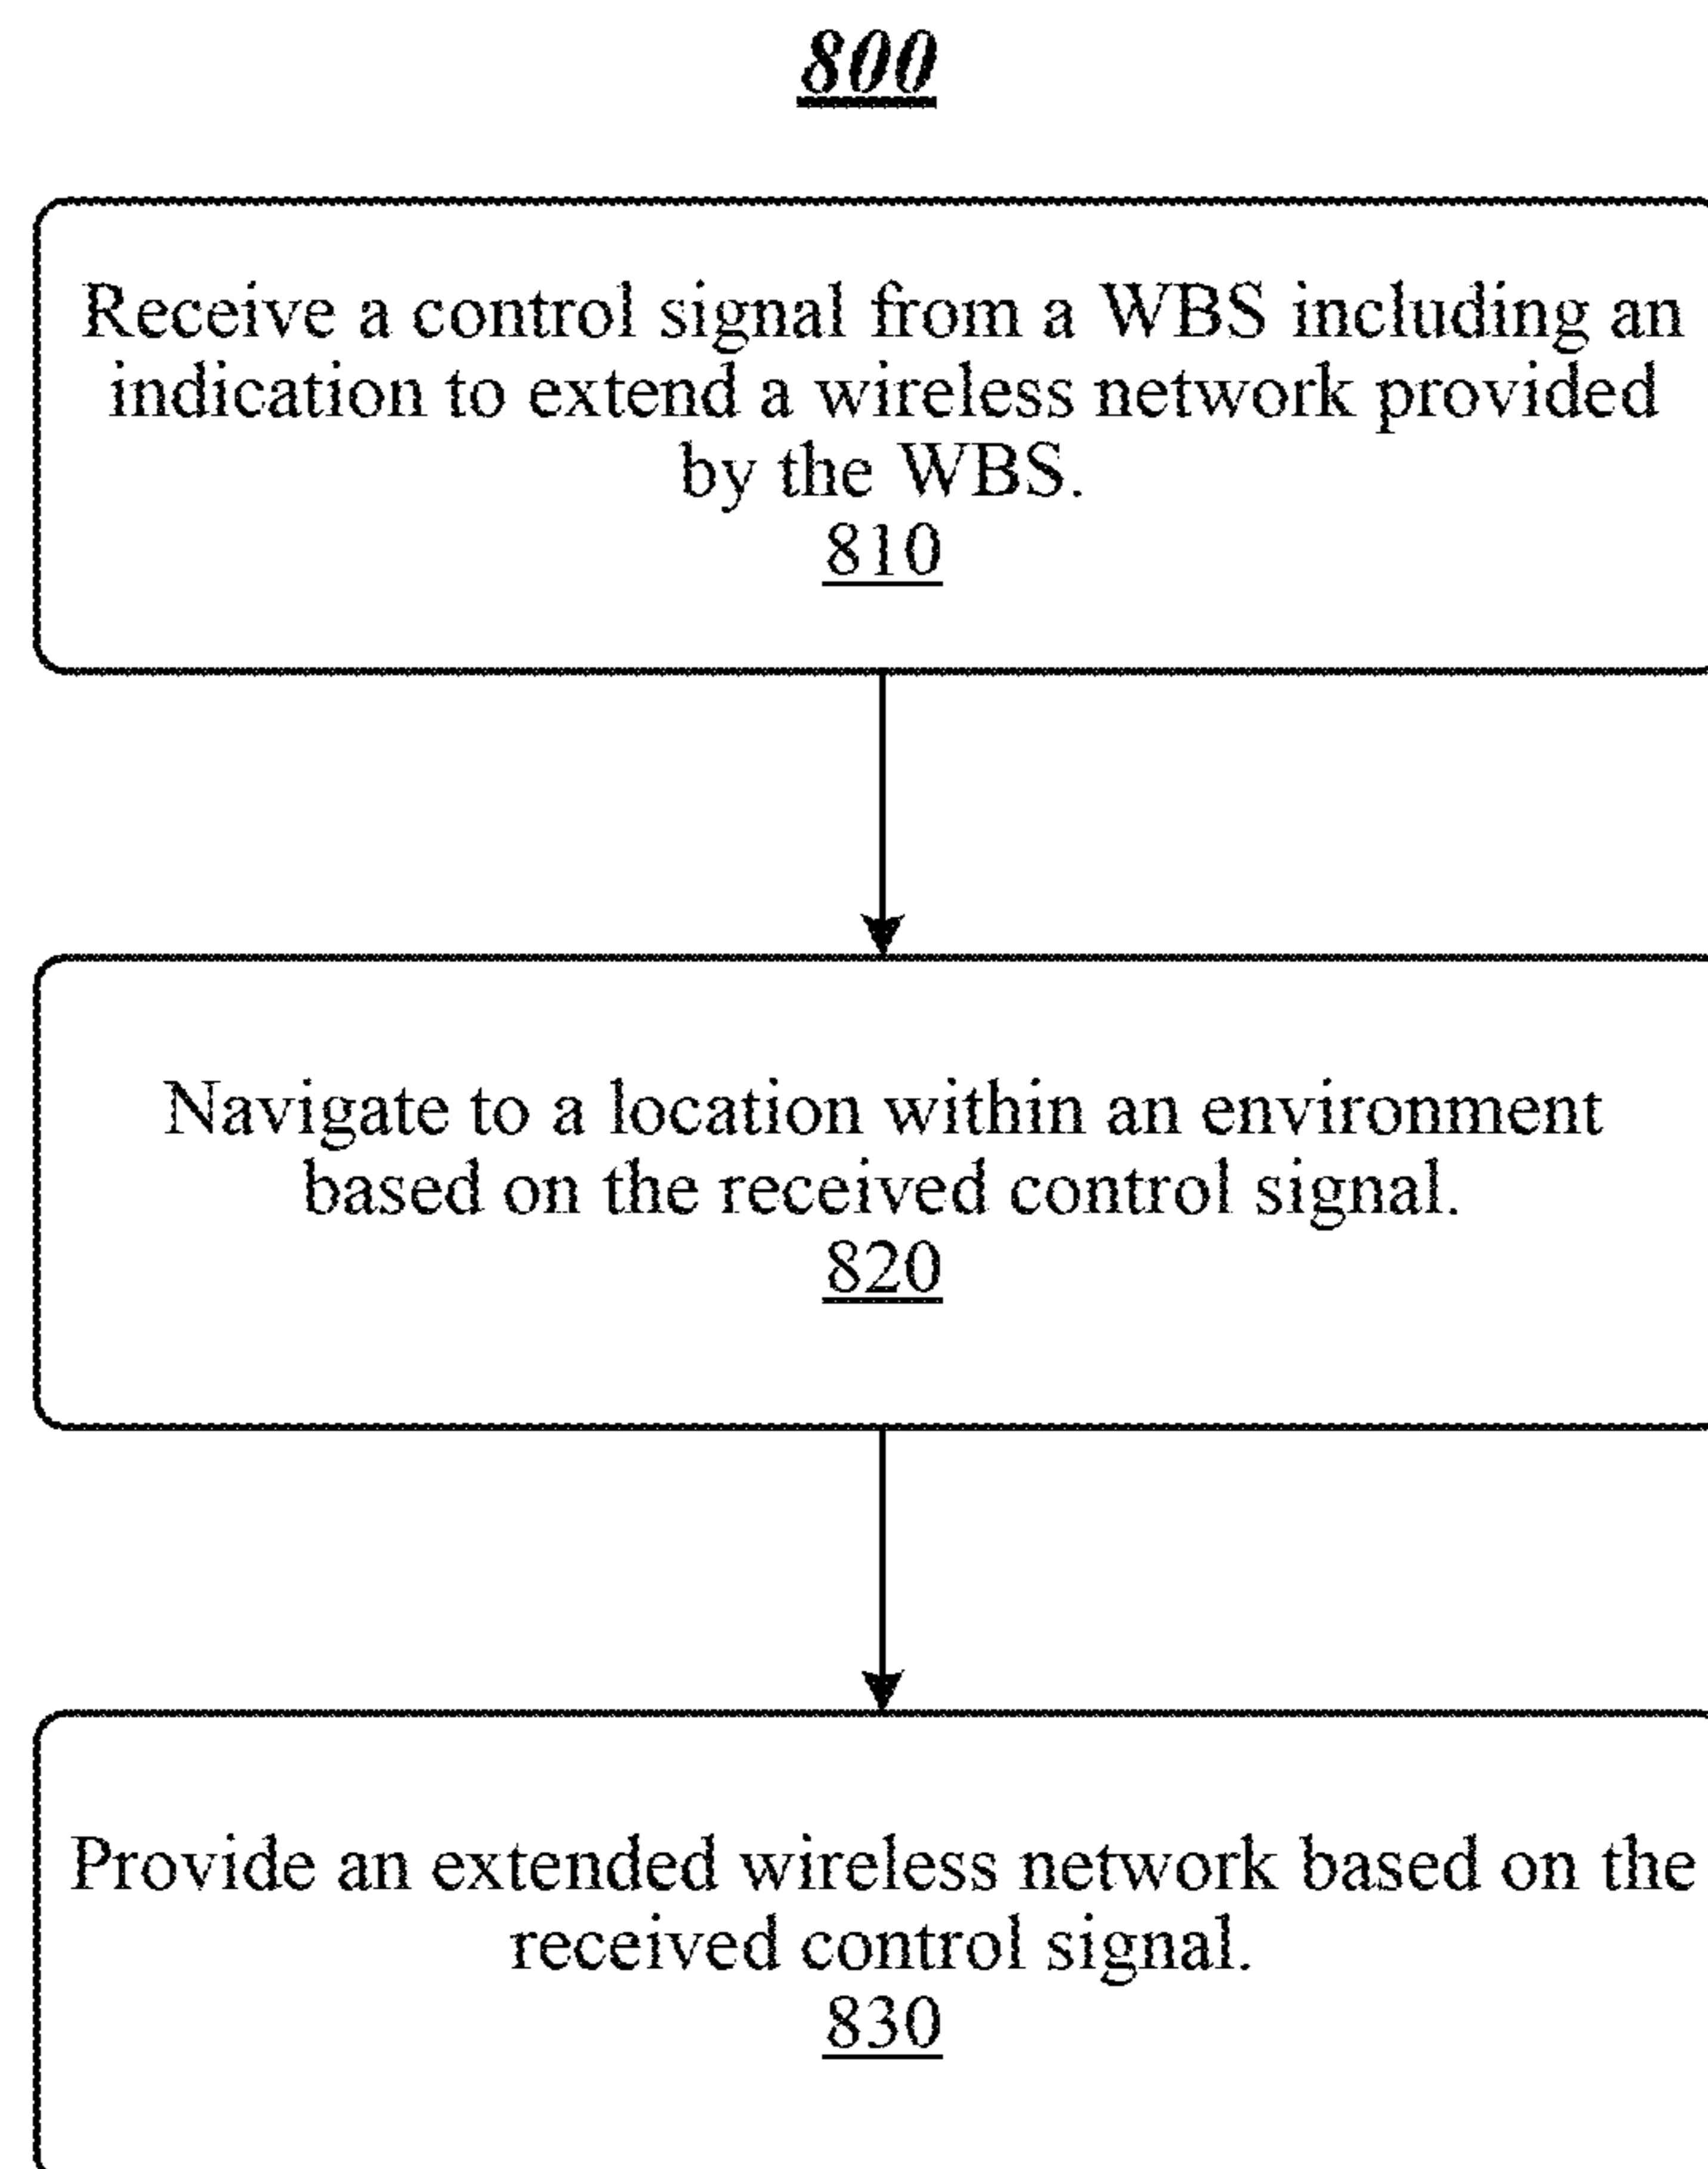 800
Receive a control signal from a WBS including an
indication to extend a wireless network provided
by the WBS.
810
Navigate to a location within an environment
based on the received control signal.
820
Provide an extended wireless network based on the
received control signal.
830